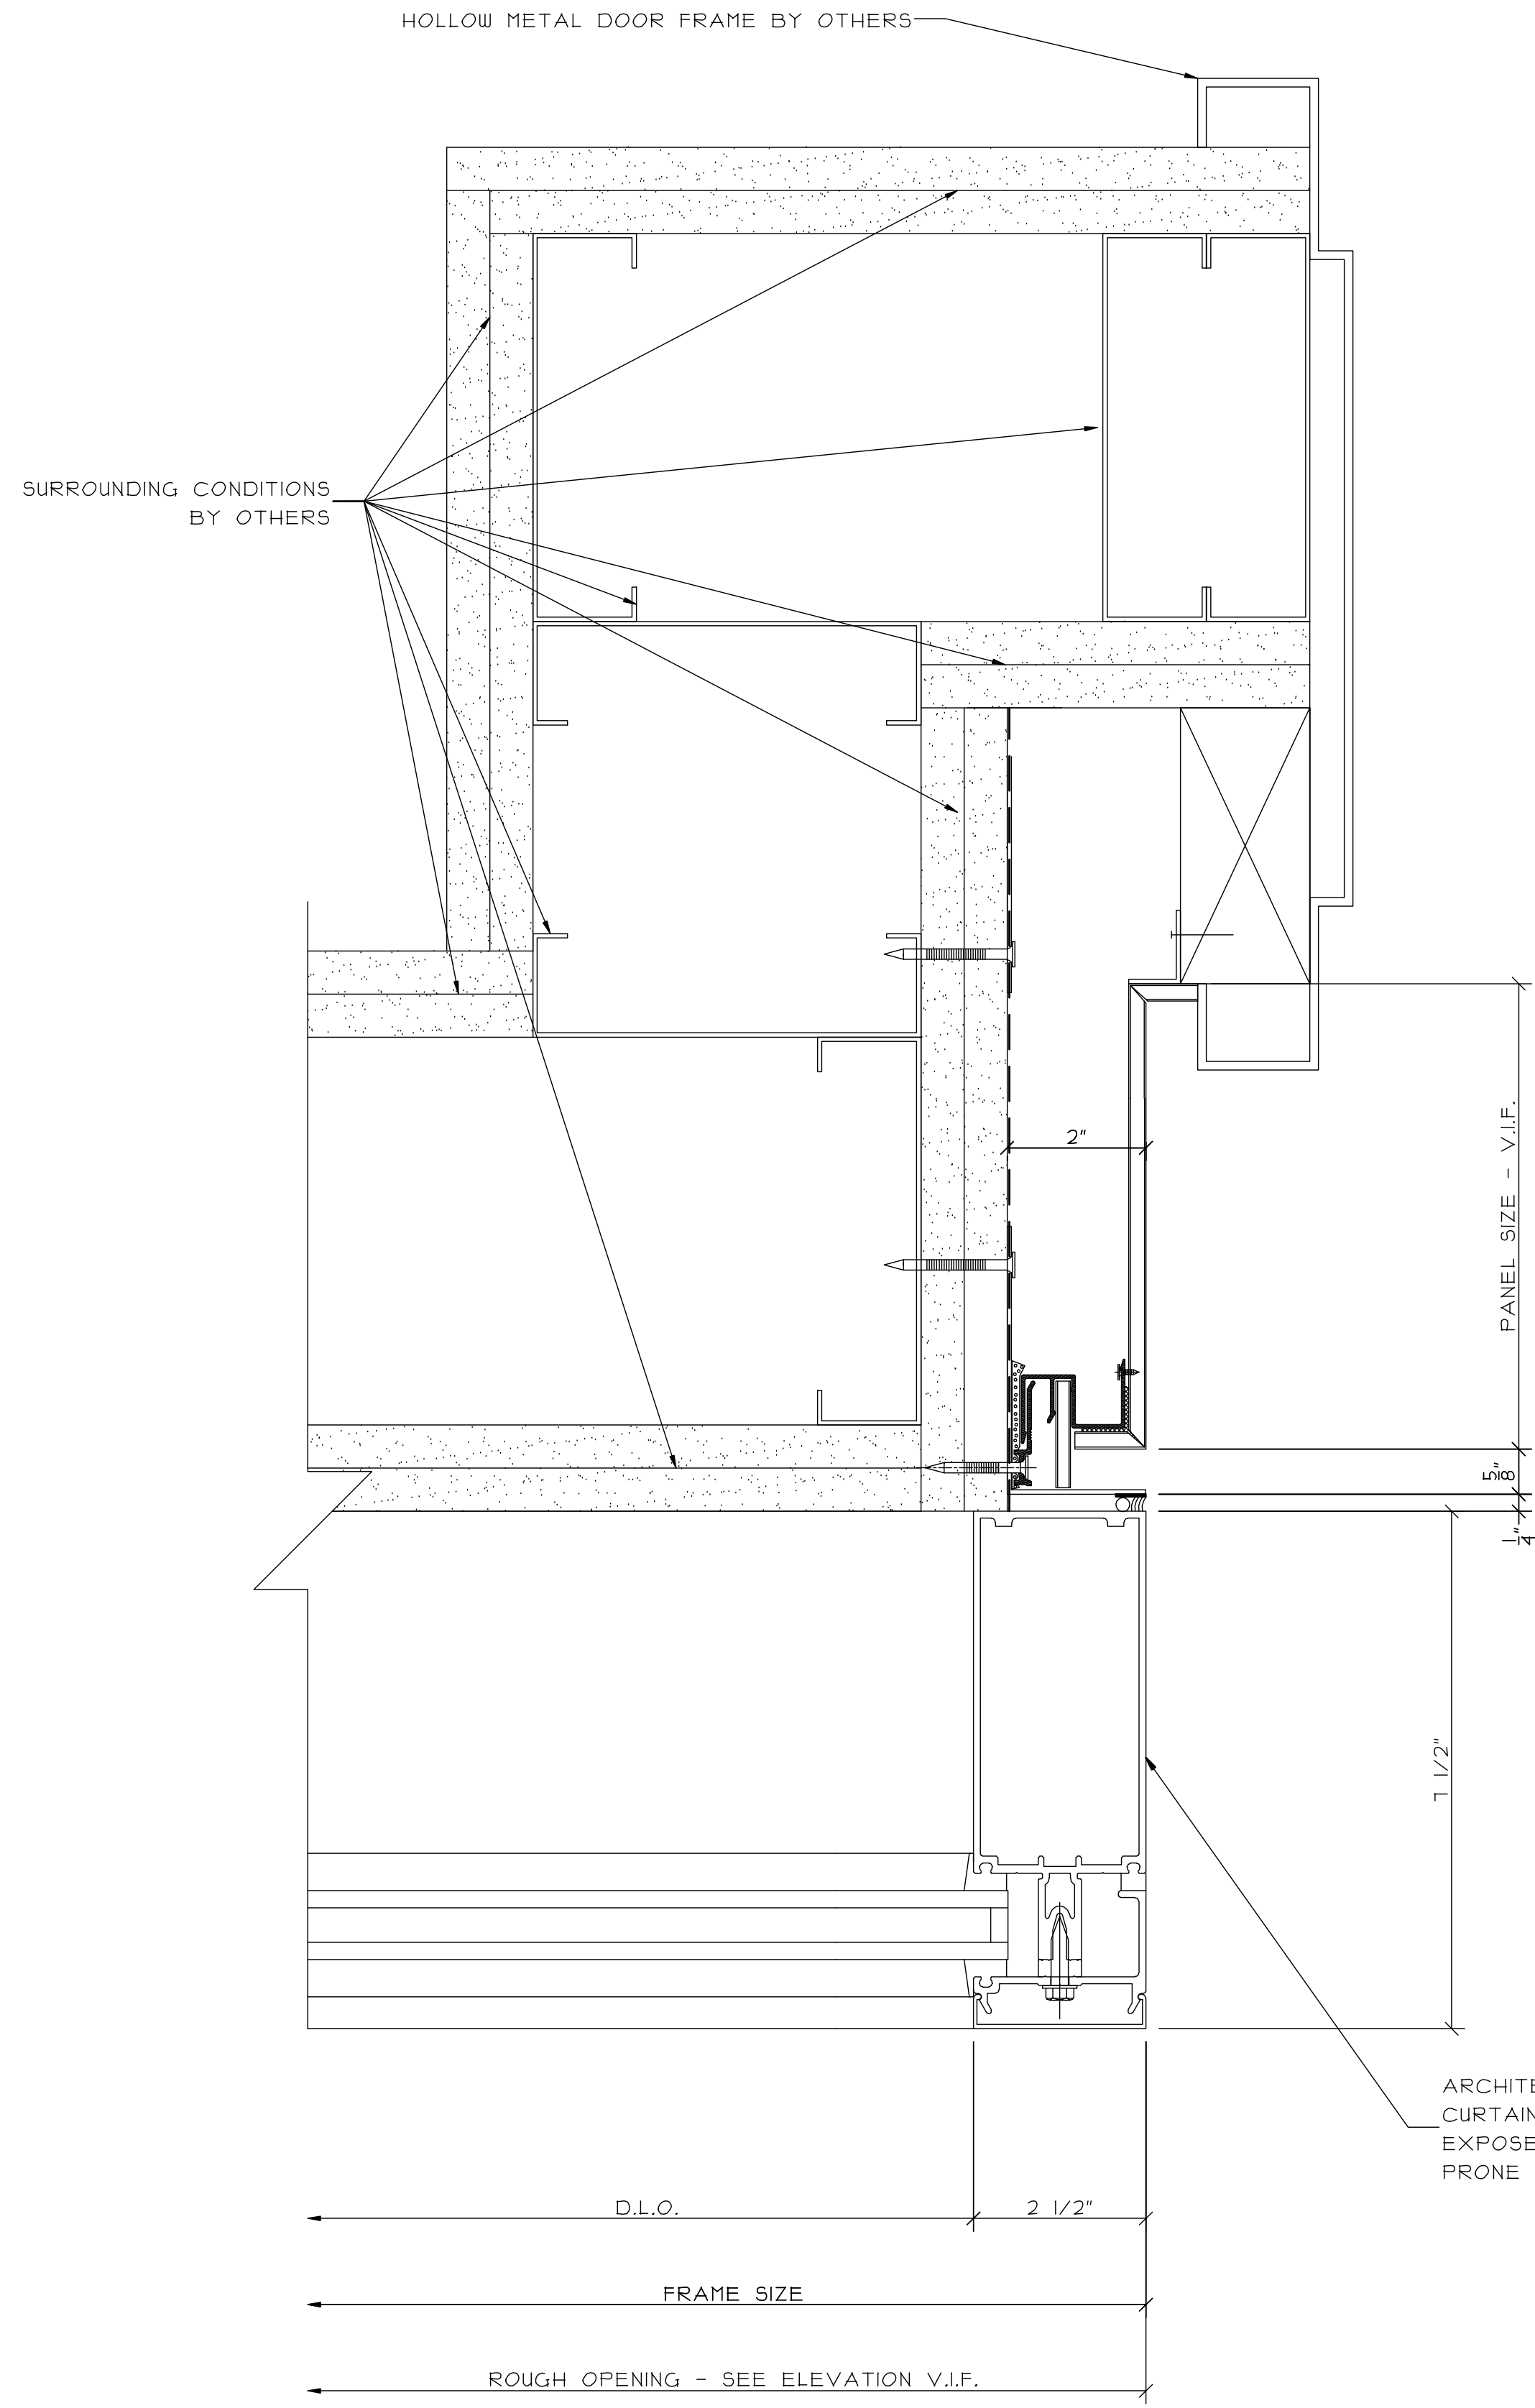 HOLLOW METAL DOOR FRAME BY OTHERS
SURROUNDING CONDITIONS
BY OTHERS
2"
PANEL SIZE - V.I.F.
5/8"
1/4"
7 1/2"
ARCHITE
CURTAIN
EXPOSE
PRONE
D.L.O.
2 1/2"
FRAME SIZE
ROUGH OPENING - SEE ELEVATION V.I.F.